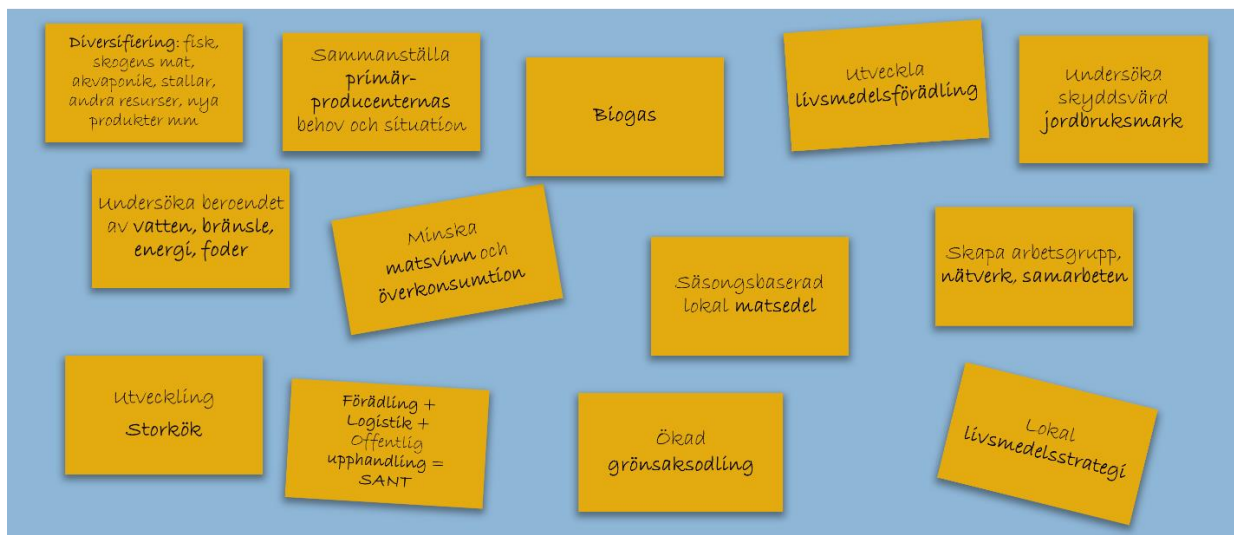 Diversifiering: fisk,
skogens mat,
akvaponik, stallar,
andra resurser, nya
produkter mm
Sammanställa
primär-
producenternas
behov och situation
Biogas
Utveckla
livsmedelsförädling
Undersöka
skyddsvärd
jordbruksmark
Undersöka beroendet
av vatten, bränsle,
energi, foder
Minska
matsvinn och
överkonsumtion
Säsongsbaserad
lokal matsedel
Skapa arbetsgrupp,
nätverk, samarbeten
Utveckling
Storkök
Förädling +
Logistik +
Offentlig
upphandling =
SANT
Ökad
grönsaksodling
Lokal
livsmedelsstrategi